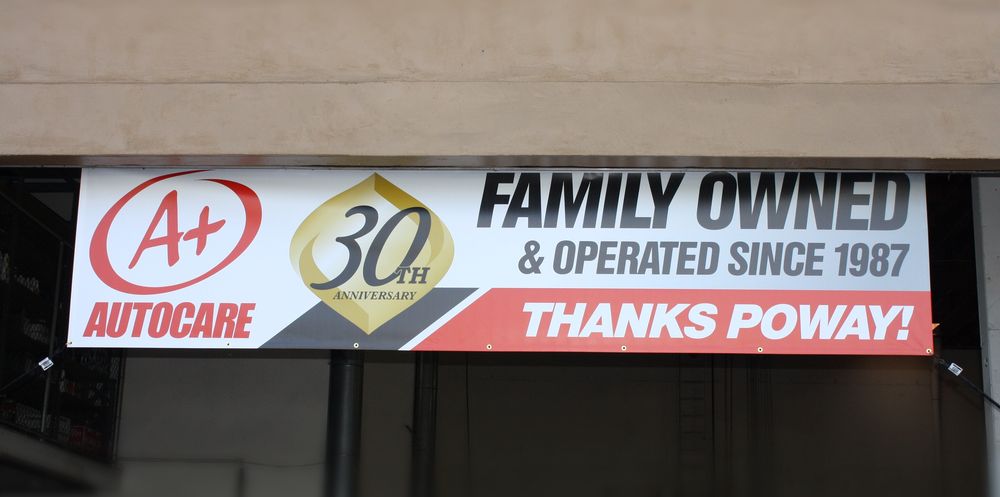 A+
AUTOCARE
30TH
ANNIVERSARY
FAMILY OWNED
& OPERATED SINCE 1987
THANKS POWAY!